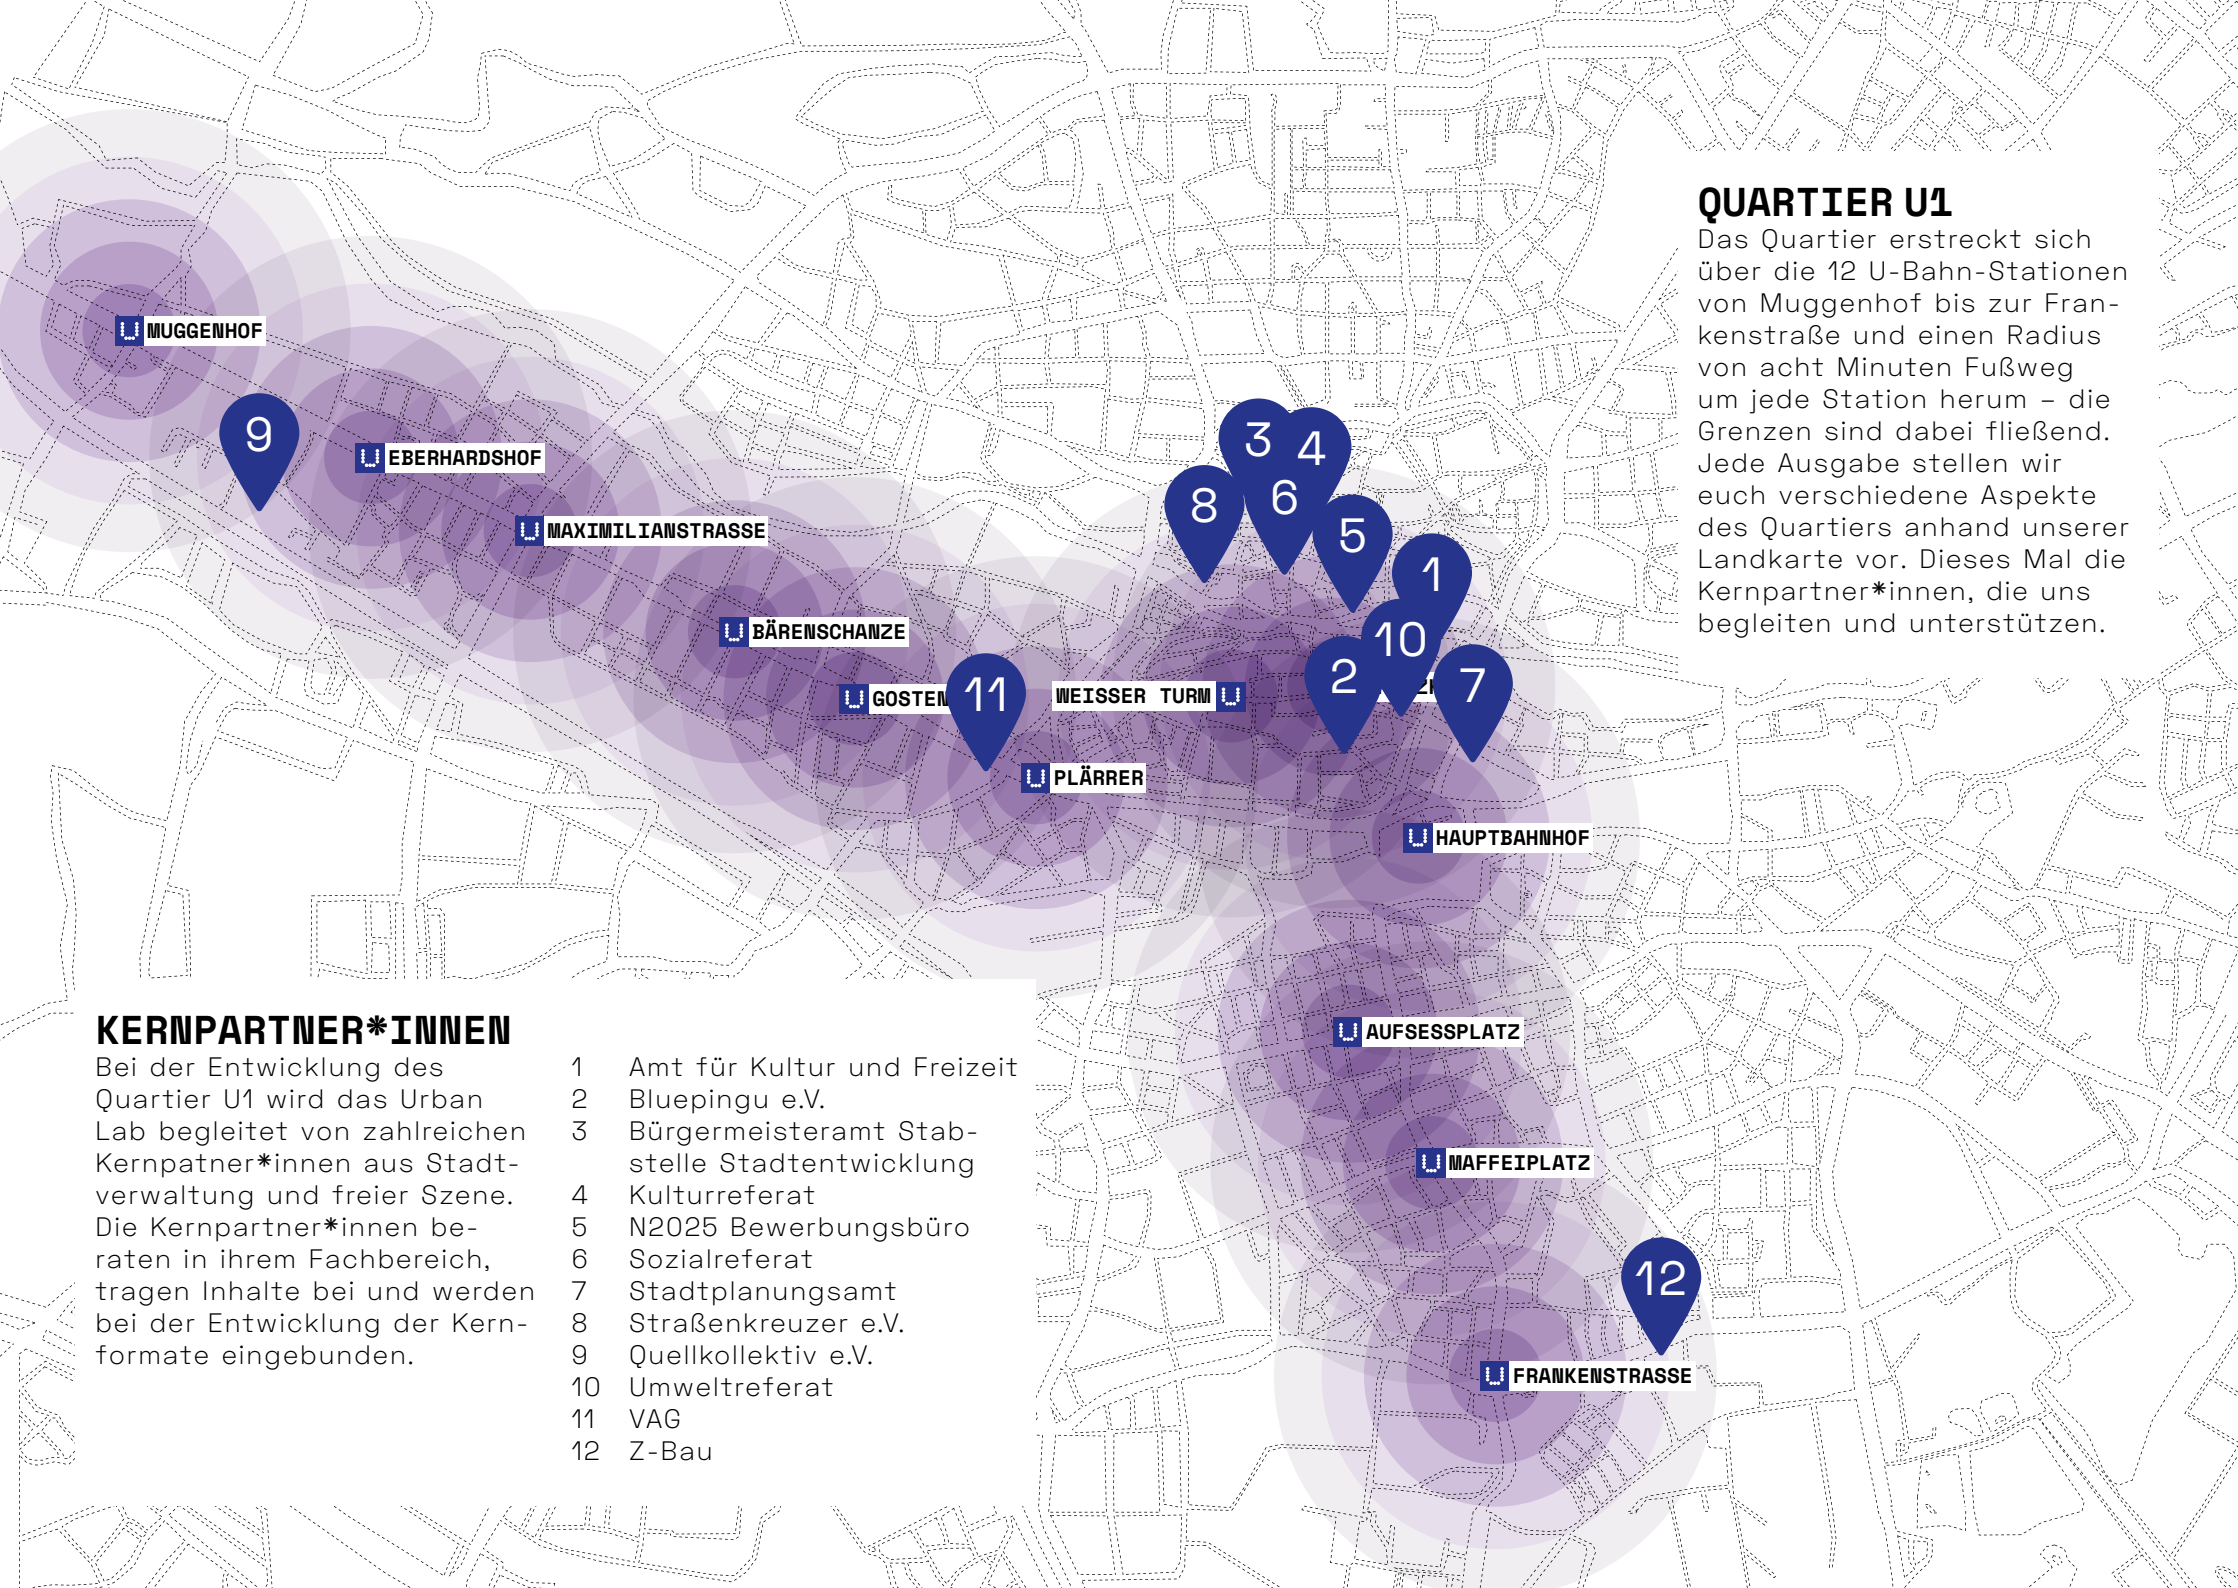 QUARTIER U1
Das Quartier erstreckt sich
über die 12 U-Bahn-Stationen
von Muggenhof bis zur Fran-
kenstraße und einen Radius
von acht Minuten Fußweg
um jede Station herum – die
Grenzen sind dabei fließend.
Jede Ausgabe stellen wir
euch verschiedene Aspekte
des Quartiers anhand unserer
Landkarte vor. Dieses Mal die
Kernpartner*innen, die uns
begleiten und unterstützen.
U MUGGENHOF
9
U EBERHARDSHOF
U MAXIMILIANSTRASSE
U BÄRENSCHANZE
U GOSTEN
11
U PLÄRRER
WEISSER TURM U
3
4
8
6
5
1
10
2
7
U HAUPTBAHNHOF
U AUFSESSPLATZ
U MAFFEIPLATZ
12
U FRANKENSTRASSE
KERNPARTNER*INNEN
Bei der Entwicklung des
Quartier U1 wird das Urban
Lab begleitet von zahlreichen
Kernpatner*innen aus Stadt-
verwaltung und freier Szene.
Die Kernpartner*innen be-
raten in ihrem Fachbereich,
tragen Inhalte bei und werden
bei der Entwicklung der Kern-
formate eingebunden.
1 Amt für Kultur und Freizeit
2 Bluepingu e.V.
3 Bürgermeisteramt Stab-
stelle Stadtentwicklung
4 Kulturreferat
5 N2025 Bewerbungsbüro
6 Sozialreferat
7 Stadtplanungsamt
8 Straßenkreuzer e.V.
9 Quellkollektiv e.V.
10 Umweltreferat
11 VAG
12 Z-Bau